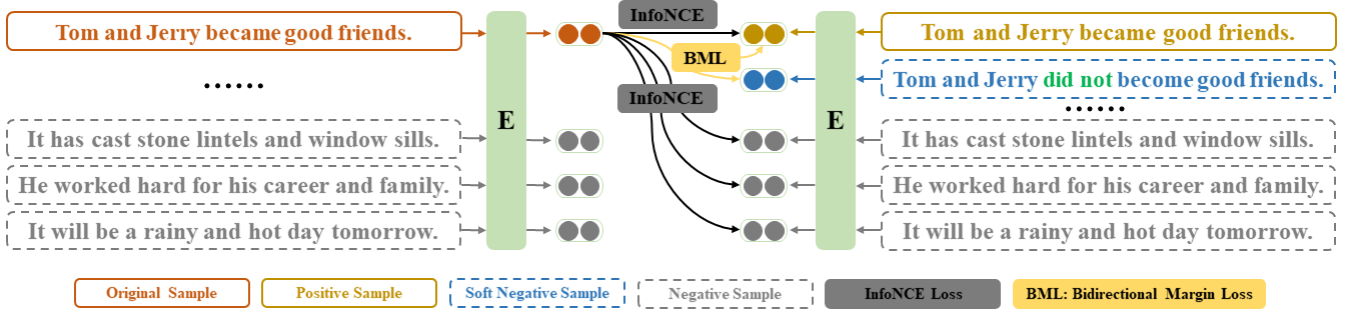 Tom and Jerry became good friends.
......
It has cast stone lintels and window sills.
He worked hard for his career and family.
It will be a rainy and hot day tomorrow.
E
InfoNCE
BML
InfoNCE
E
Tom and Jerry became good friends.
Tom and Jerry did not become good friends.
......
It has cast stone lintels and window sills.
He worked hard for his career and family.
It will be a rainy and hot day tomorrow.
Original Sample
Positive Sample
Soft Negative Sample
Negative Sample
InfoNCE Loss
BML: Bidirectional Margin Loss